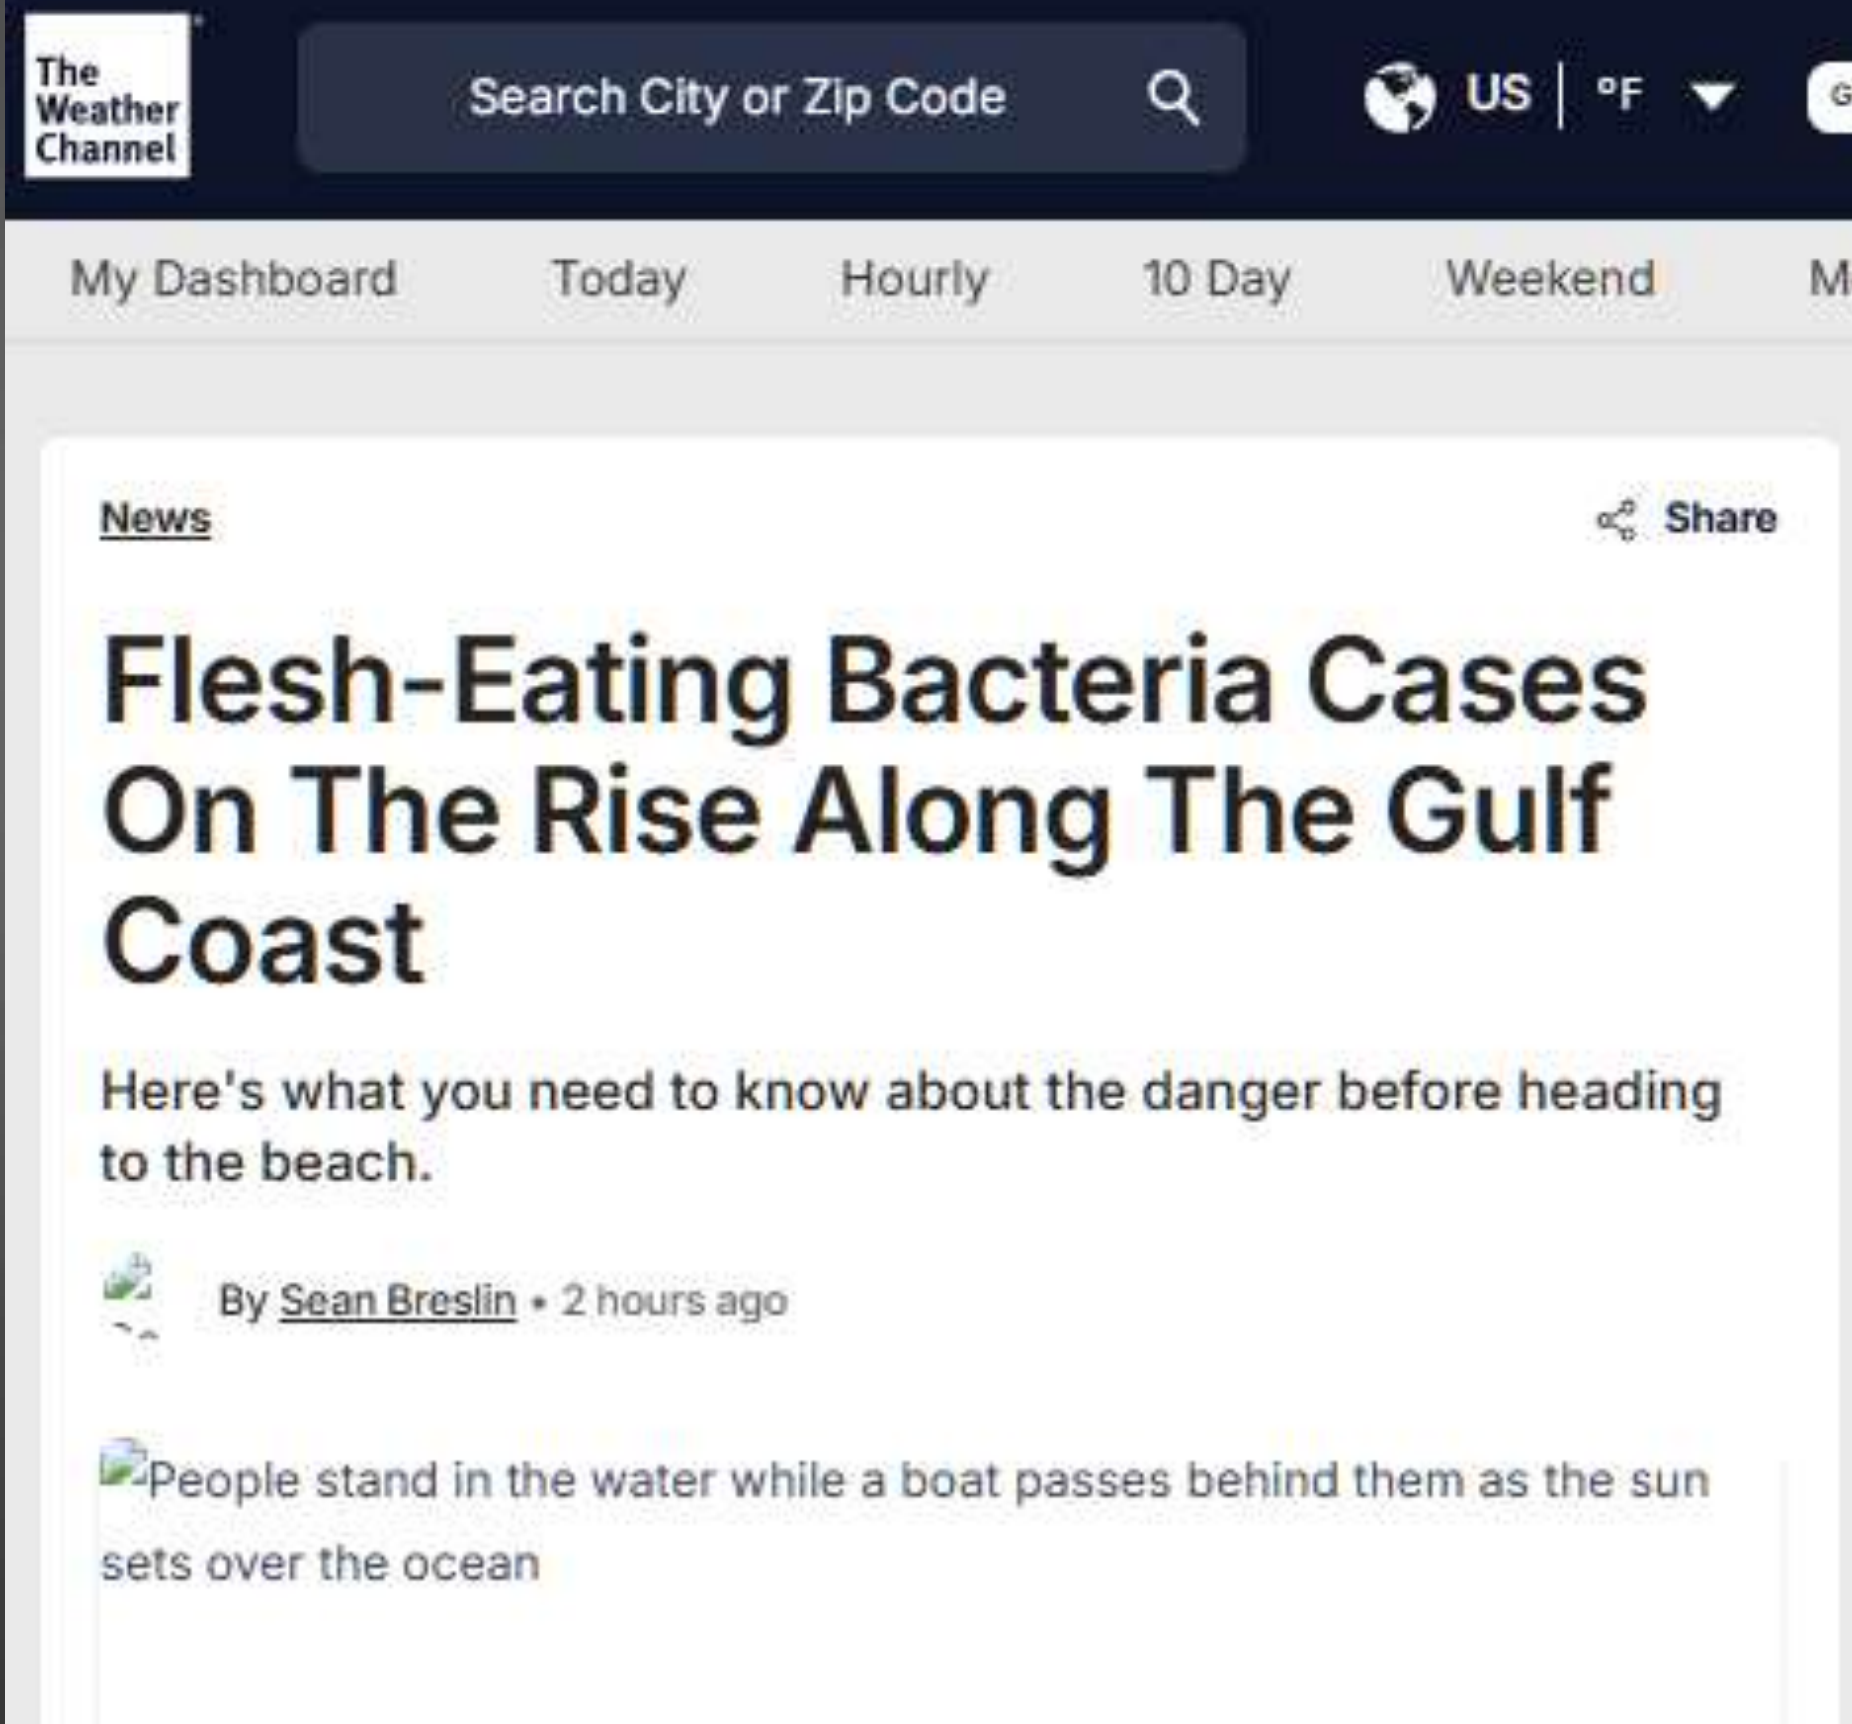 The
Weather
Channel
Search City or Zip Code
US
°F
G
My Dashboard
Today
Hourly
10 Day
Weekend
M
News
Share
Flesh-Eating Bacteria Cases
On The Rise Along The Gulf
Coast
Here's what you need to know about the danger before heading
to the beach.
By Sean Breslin • 2 hours ago
People stand in the water while a boat passes behind them as the sun
sets over the ocean